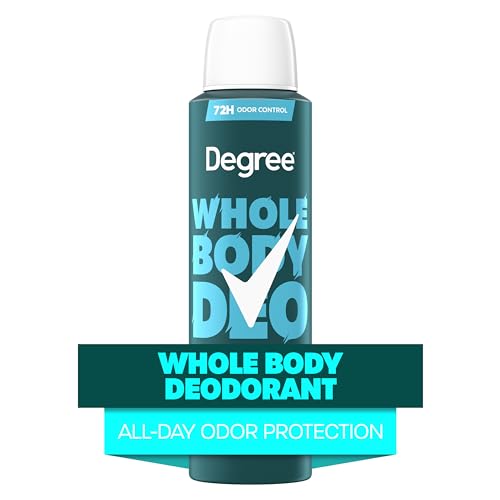 72H ODOR CONTROL
Degree
WHOLE
BODY
DEO
WHOLE BODY
DEODORANT
ALL-DAY ODOR PROTECTION